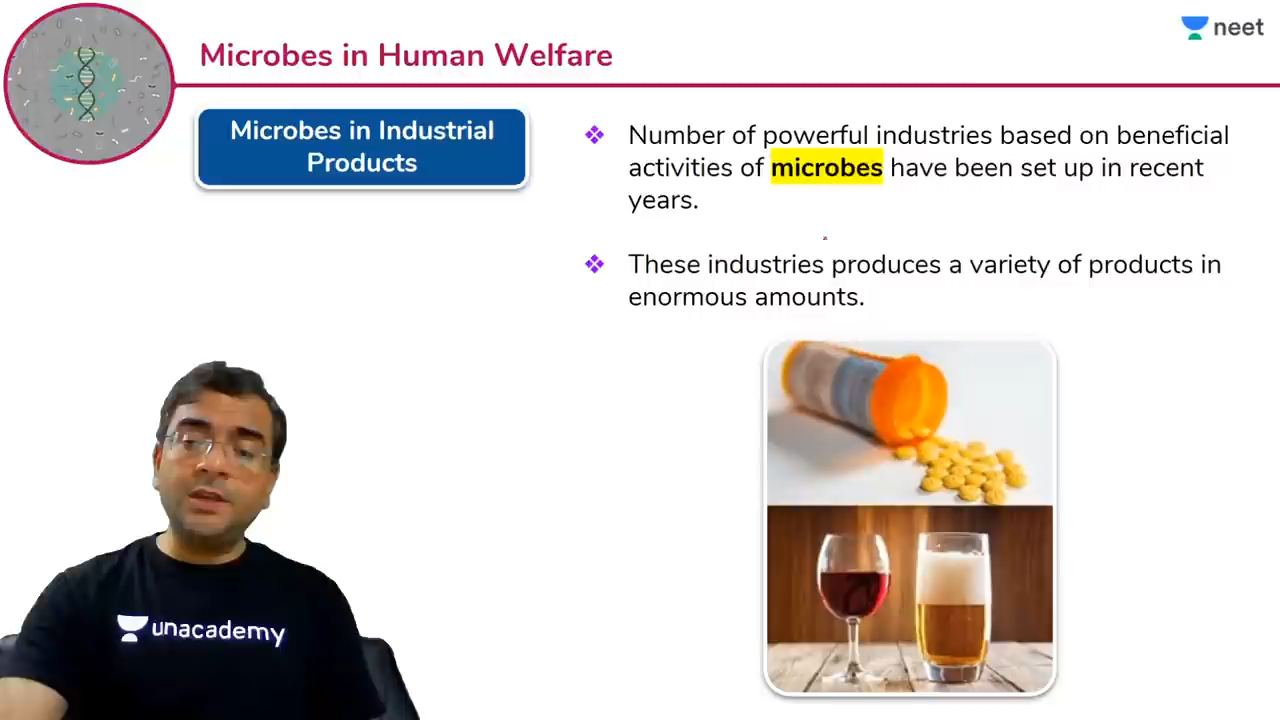 neet
Microbes in Human Welfare
Microbes in Industrial
Products
❖ Number of powerful industries based on beneficial
activities of microbes have been set up in recent
years.
❖ These industries produces a variety of products in
enormous amounts.
unacademy